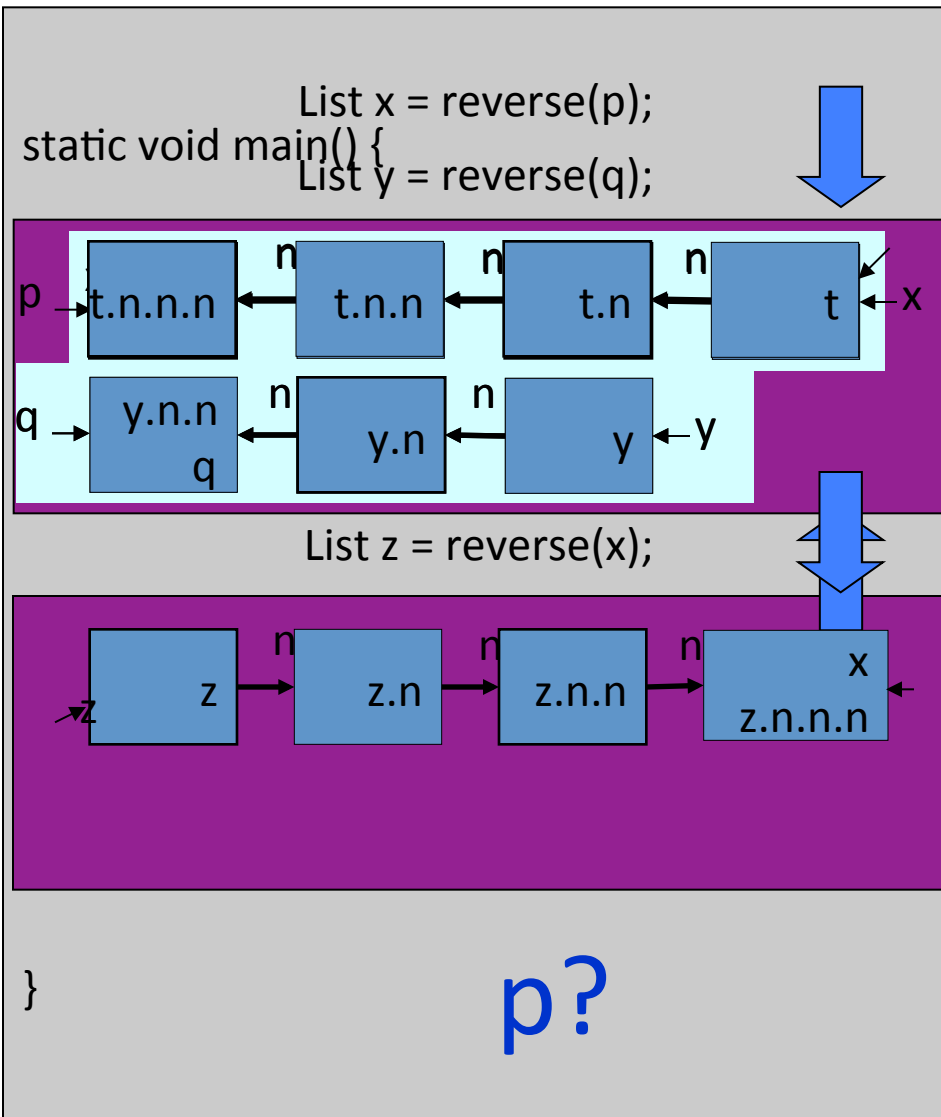 List x = reverse(p);
static void main() {
List y = reverse(q);
n n n
p t.n.n.n t.n.n t.n t x
n n
q y.n.n y.n y y
q
List z = reverse(x);
n n n x
z z z.n z.n.n
z.n.n.n
}
p?